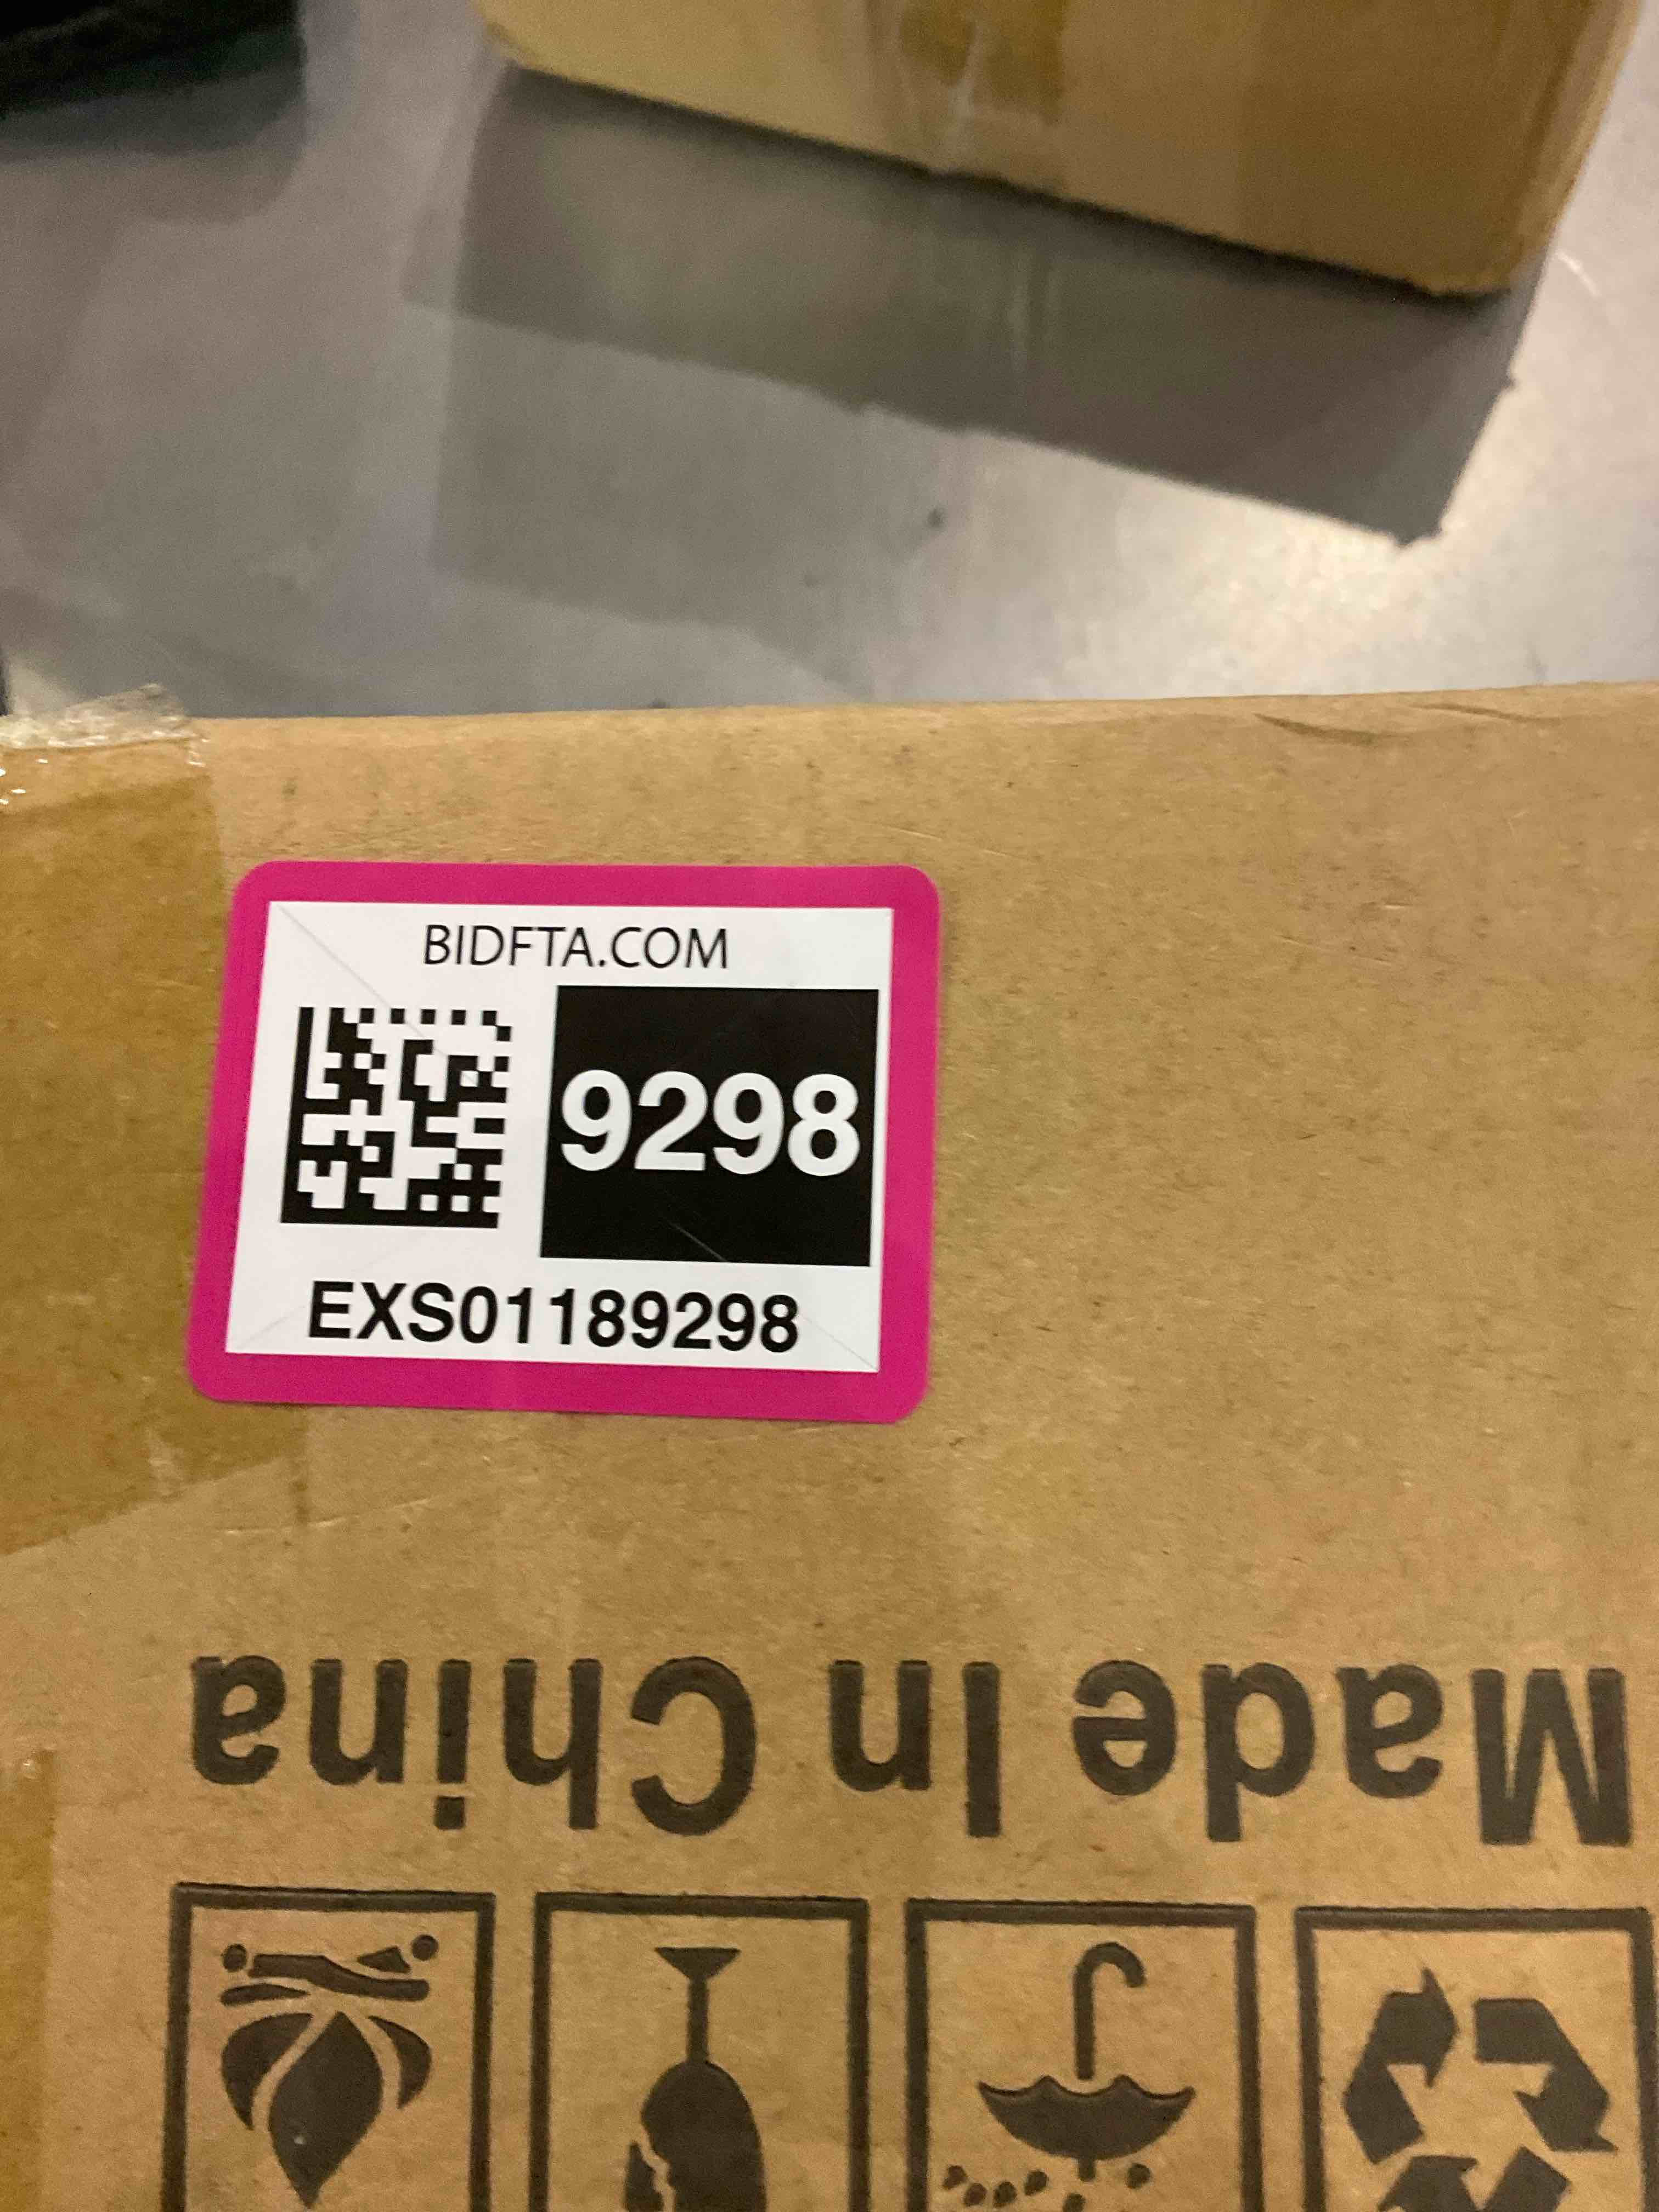 BIDFTA.COM
9298
EXS01189298
Made In China